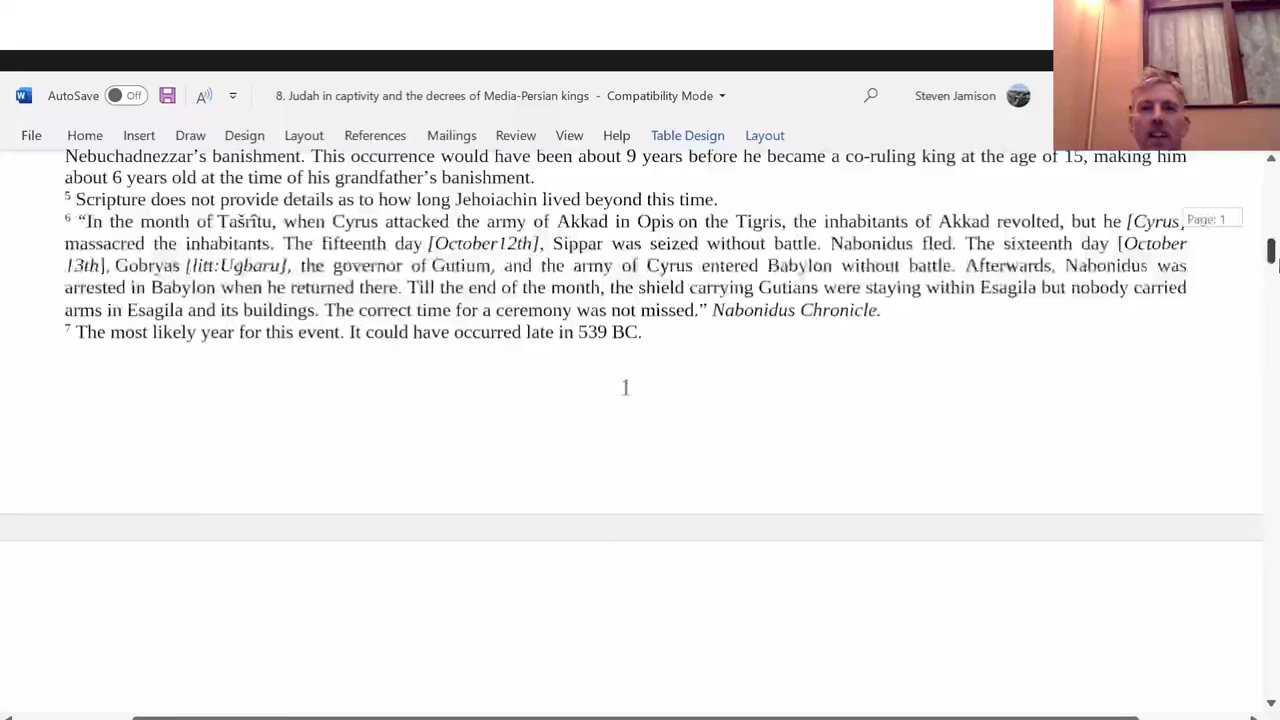 AutoSave Off 8. Judah in captivity and the decrees of Media-Persian kings - Compatibility Mode Steven Jamison
File Home Insert Draw Design Layout References Mailings Review View Help Table Design Layout
Nebuchadnezzar’s banishment. This occurrence would have been about 9 years before he became a co-ruling king at the age of 15, making him
about 6 years old at the time of his grandfather’s banishment.
5 Scripture does not provide details as to how long Jehoiachin lived beyond this time.
6 “In the month of Tašrîtu, when Cyrus attacked the army of Akkad in Opis on the Tigris, the inhabitants of Akkad revolted, but he [Cyrus]
Page: 1
massacred the inhabitants. The fifteenth day [October12th], Sippar was seized without battle. Nabonidus fled. The sixteenth day [October
13th], Gobryas [litt:Ugbaru], the governor of Gutium, and the army of Cyrus entered Babylon without battle. Afterwards, Nabonidus was
arrested in Babylon when he returned there. Till the end of the month, the shield carrying Gutians were staying within Esagila but nobody carried
arms in Esagila and its buildings. The correct time for a ceremony was not missed.” Nabonidus Chronicle.
7 The most likely year for this event. It could have occurred late in 539 BC.
1